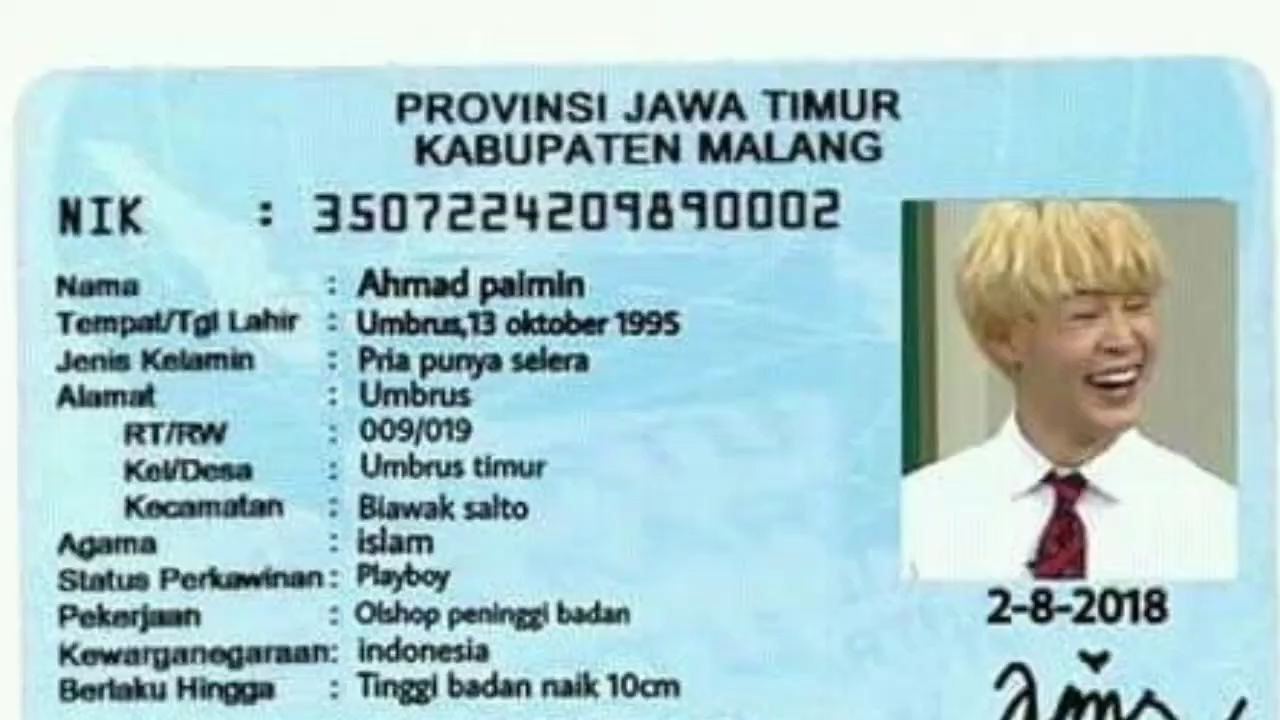 PROVINSI JAWA TIMUR
KABUPATEN MALANG
NIK : 3507224209890002
Nama : Ahmad paimin
Tempat/Tgl Lahir : Umbrus,13 oktober 1995
Jenis Kelamin : Pria punya selera
Alamat : Umbrus
RT/RW : 009/019
Kel/Desa : Umbrus timur
Kecamatan : Biawak salto
Agama : islam
Status Perkawinan : Playboy
Pekerjaan : Olshop peninggi badan
Kewarganegaraan: indonesia
Berlaku Hingga : Tinggi badan naik 10cm
2-8-2018